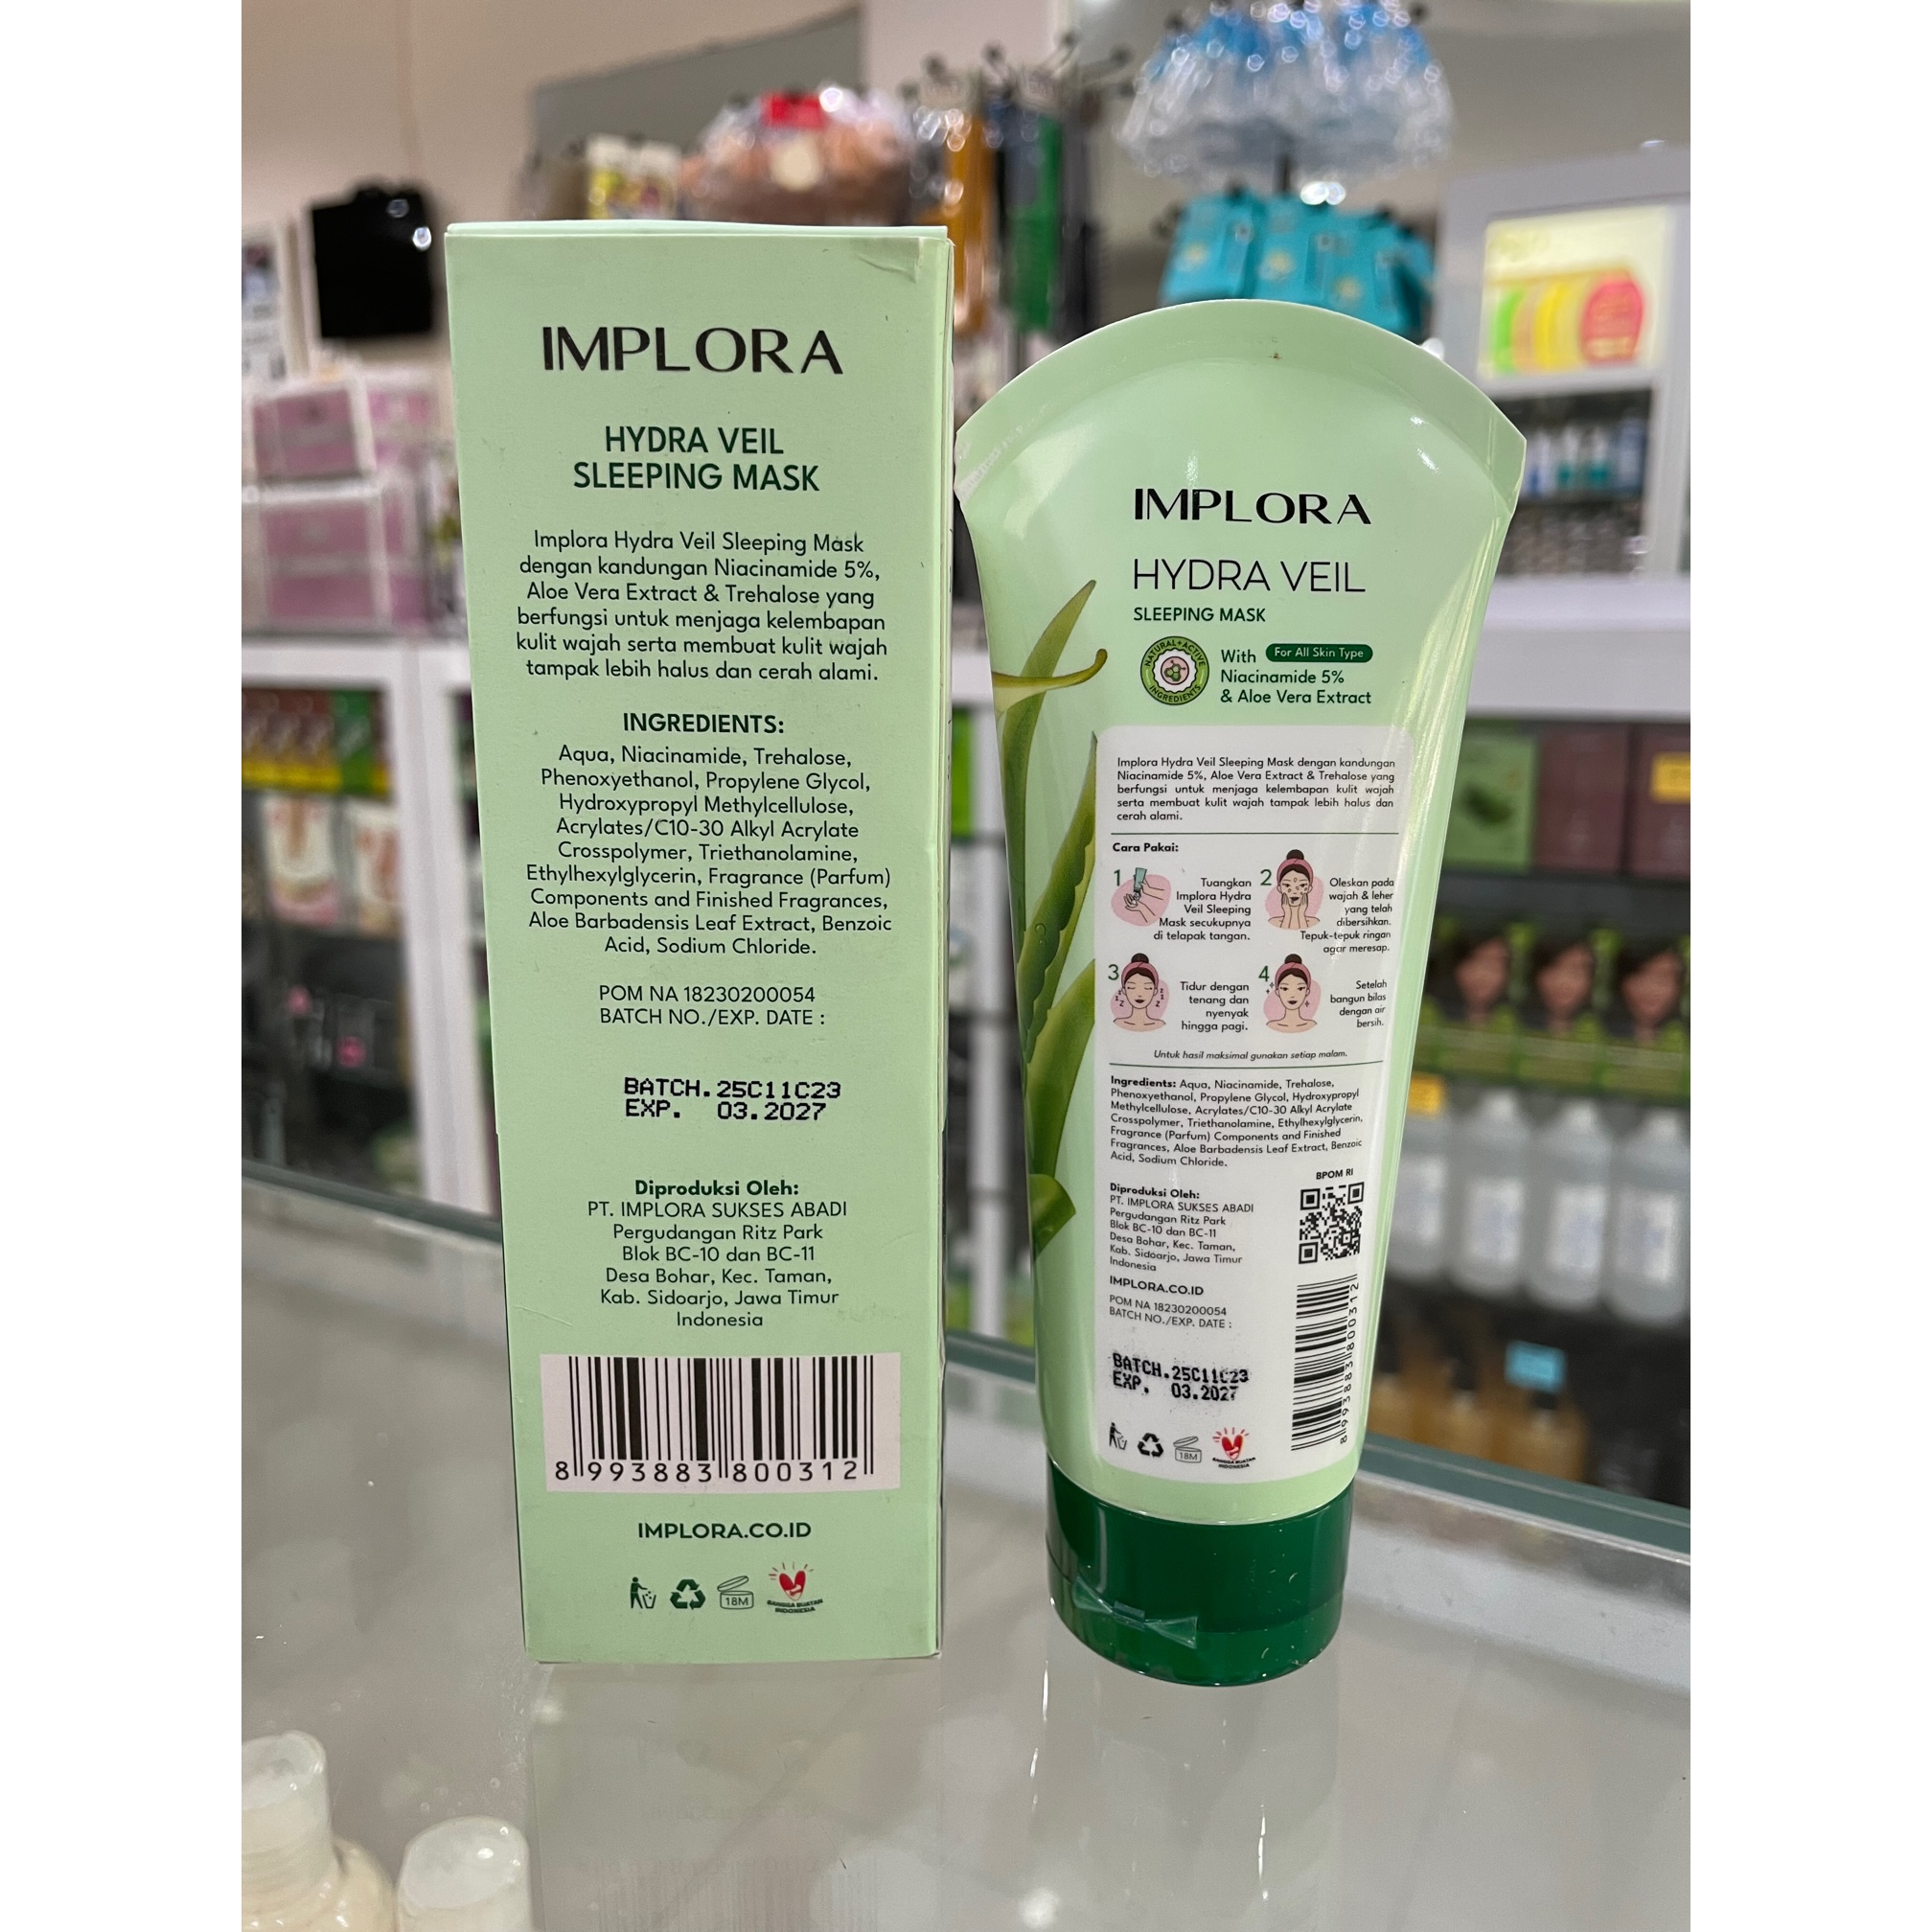 IMPLORA
HYDRA VEIL
SLEEPING MASK
Implora Hydra Veil Sleeping Mask
dengan kandungan Niacinamide 5%,
Aloe Vera Extract & Trehalose yang
berfungsi untuk menjaga kelembapan
kulit wajah serta membuat kulit wajah
tampak lebih halus dan cerah alami.
INGREDIENTS:
Aqua, Niacinamide, Trehalose,
Phenoxyethanol, Propylene Glycol,
Hydroxypropyl Methylcellulose,
Acrylates/C10-30 Alkyl Acrylate
Crosspolymer, Triethanolamine,
Ethylhexylglycerin, Fragrance (Parfum)
Components and Finished Fragrances,
Aloe Barbadensis Leaf Extract, Benzoic
Acid, Sodium Chloride.
POM NA 18230200054
BATCH NO./EXP. DATE :
BATCH.25C11C23
EXP. 03.2027
Diproduksi Oleh:
PT. IMPLORA SUKSES ABADI
Pergudangan Ritz Park
Blok BC-10 dan BC-11
Desa Bohar, Kec. Taman,
Kab. Sidoarjo, Jawa Timur
Indonesia
8 993883 800312
IMPLORA.CO.ID
18M
BANGGA BUATAN
INDONESIA
IMPLORA
HYDRA VEIL
SLEEPING MASK
NATURAL+ACTIVE
INGREDIENTS
With For All Skin Type
Niacinamide 5%
& Aloe Vera Extract
Implora Hydra Veil Sleeping Mask dengan kandungan
Niacinamide 5%, Aloe Vera Extract & Trehalose yang
berfungsi untuk menjaga kelembapan kulit wajah
serta membuat kulit wajah tampak lebih halus dan
cerah alami.
Cara Pakai:
1
Tuangkan
Implora Hydra
Veil Sleeping
Mask secukupnya
di telapak tangan.
2
Oleskan pada
wajah & leher
yang telah
dibersihkan.
Tepuk-tepuk ringan
agar meresap.
3
Tidur dengan
tenang dan
nyenyak
hingga pagi.
4
Setelah
bangun bilas
dengan air
bersih.
Untuk hasil maksimal gunakan setiap malam.
Ingredients: Aqua, Niacinamide, Trehalose,
Phenoxyethanol, Propylene Glycol, Hydroxypropyl
Methylcellulose, Acrylates/C10-30 Alkyl Acrylate
Crosspolymer, Triethanolamine, Ethylhexylglycerin,
Fragrance (Parfum) Components and Finished
Fragrances, Aloe Barbadensis Leaf Extract, Benzoic
Acid, Sodium Chloride.
BPOM RI
Diproduksi Oleh:
PT. IMPLORA SUKSES ABADI
Pergudangan Ritz Park
Blok BC-10 dan BC-11
Desa Bohar, Kec. Taman,
Kab. Sidoarjo, Jawa Timur
Indonesia
IMPLORA.CO.ID
POM NA 18230200054
BATCH NO./EXP. DATE :
BATCH.25C11C23
EXP. 03.2027
8 993883 800312
18M
BANGGA BUATAN
INDONESIA